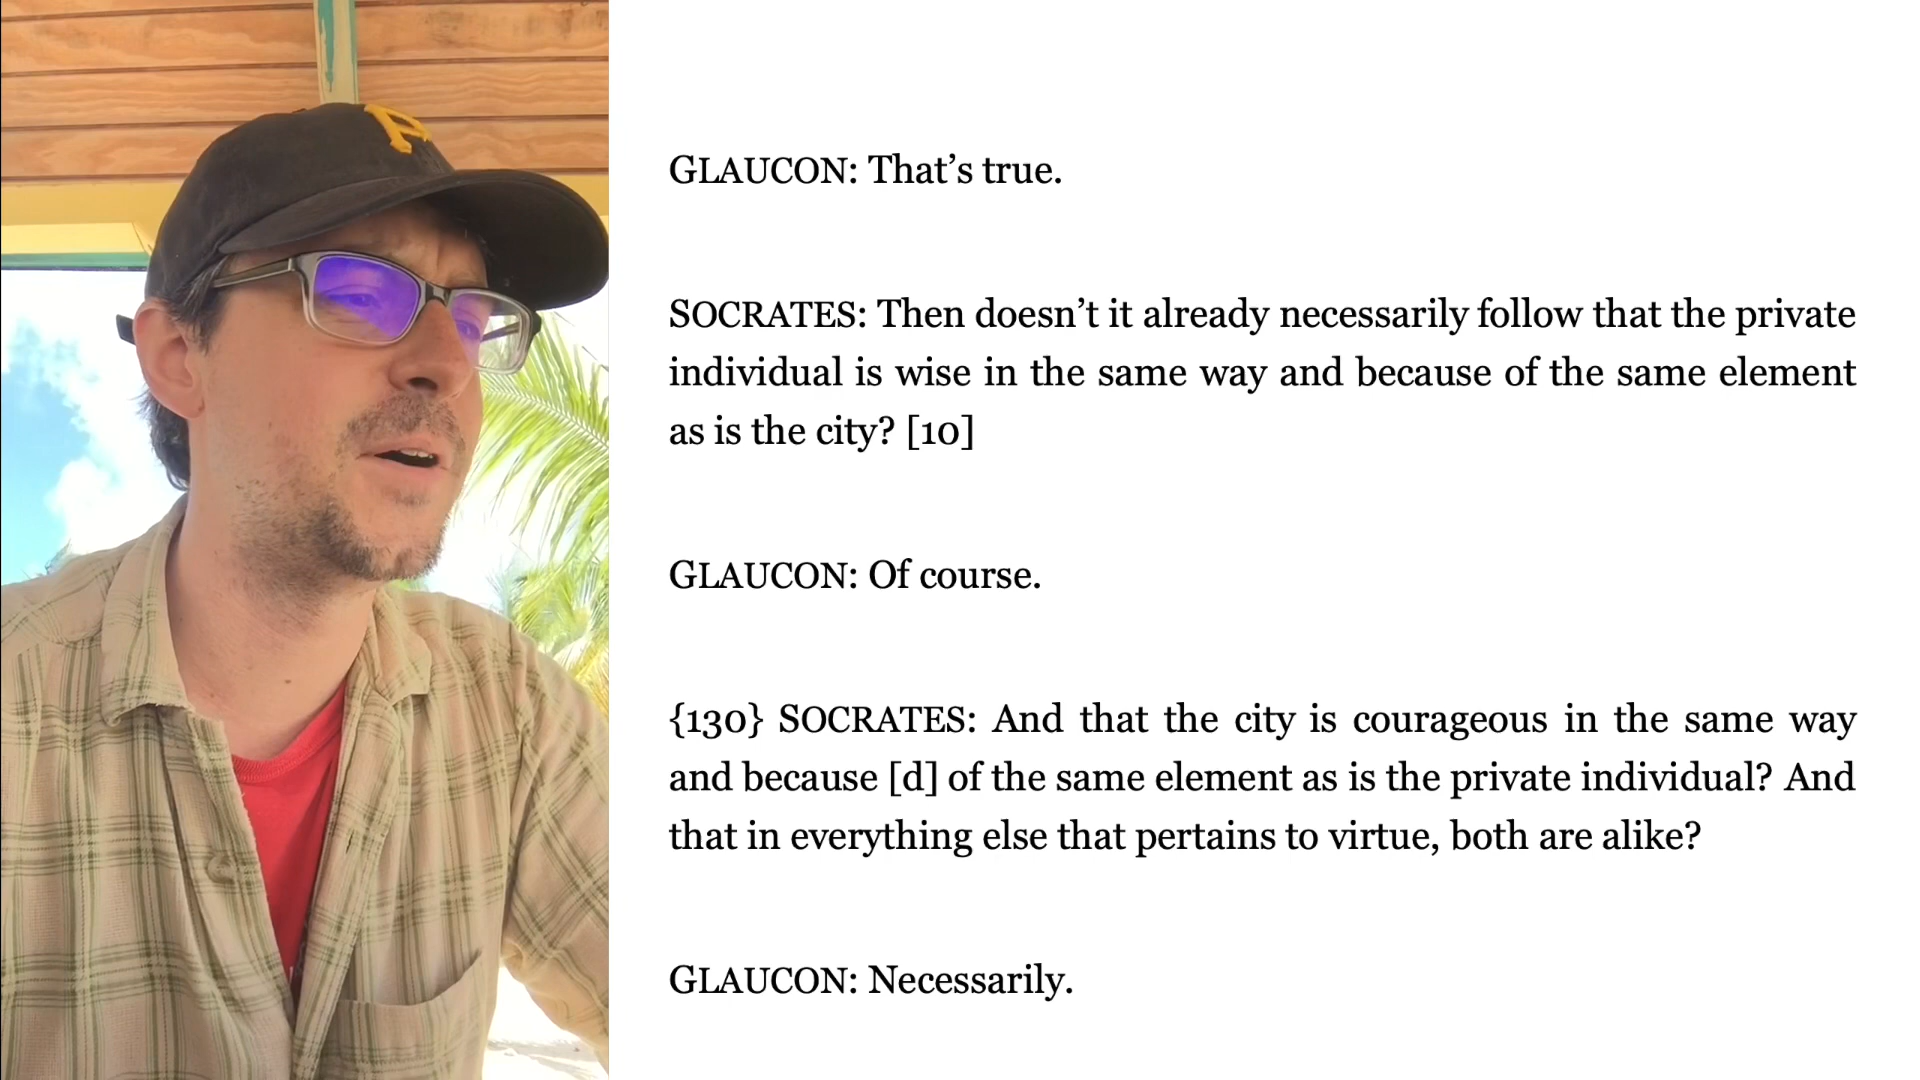 P
GLAUCON: That’s true.
SOCRATES: Then doesn’t it already necessarily follow that the private
individual is wise in the same way and because of the same element
as is the city? [10]
GLAUCON: Of course.
{130} SOCRATES: And that the city is courageous in the same way
and because [d] of the same element as is the private individual? And
that in everything else that pertains to virtue, both are alike?
GLAUCON: Necessarily.